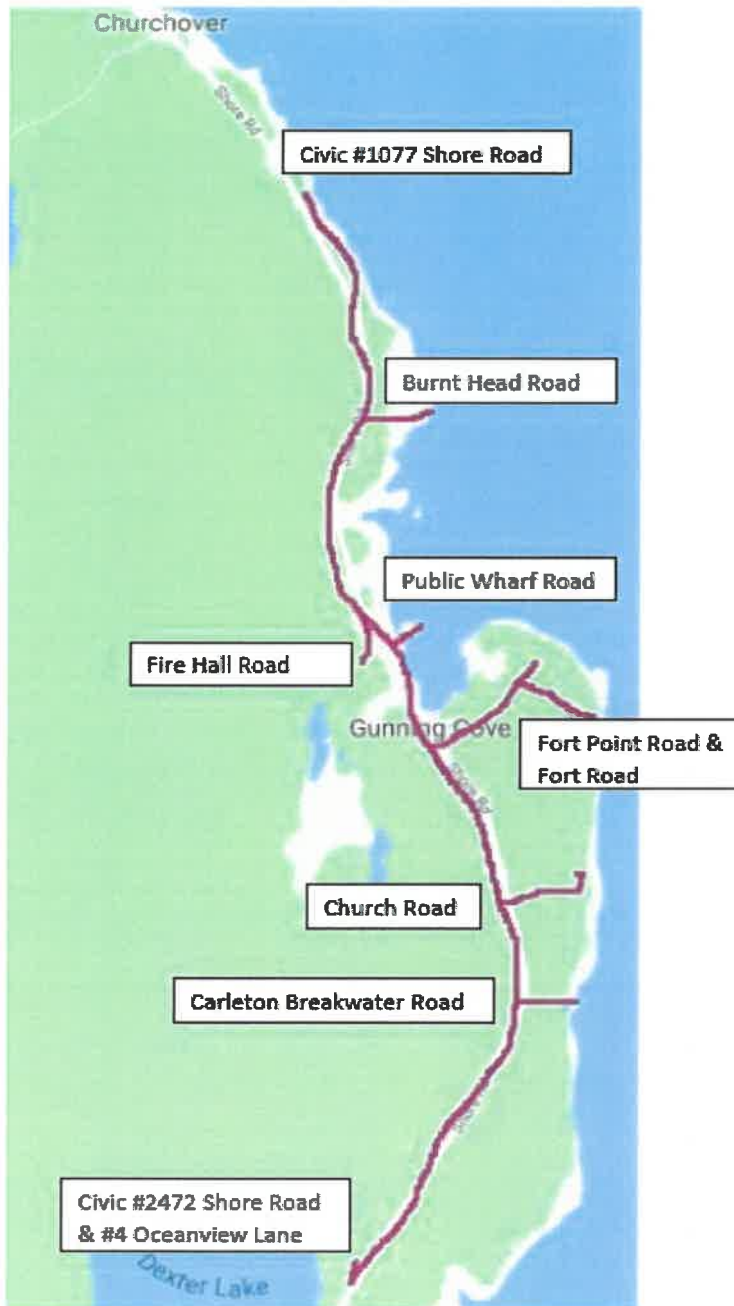 Churchover
Shore Rd
Civic #1077 Shore Road
Burnt Head Road
Public Wharf Road
Fire Hall Road
Gunning Cove
Fort Point Road &
Fort Road
Shore Rd
Church Road
Carleton Breakwater Road
Civic #2472 Shore Road
& #4 Oceanview Lane
Dexter Lake